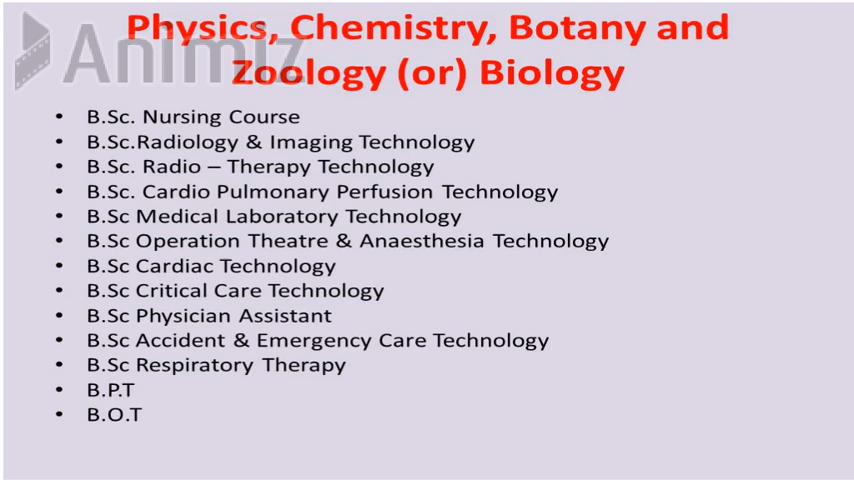 Animiz
Physics, Chemistry, Botany and
Zoology (or) Biology
• B.Sc. Nursing Course
• B.Sc.Radiology & Imaging Technology
• B.Sc. Radio – Therapy Technology
• B.Sc. Cardio Pulmonary Perfusion Technology
• B.Sc Medical Laboratory Technology
• B.Sc Operation Theatre & Anaesthesia Technology
• B.Sc Cardiac Technology
• B.Sc Critical Care Technology
• B.Sc Physician Assistant
• B.Sc Accident & Emergency Care Technology
• B.Sc Respiratory Therapy
• B.P.T
• B.O.T